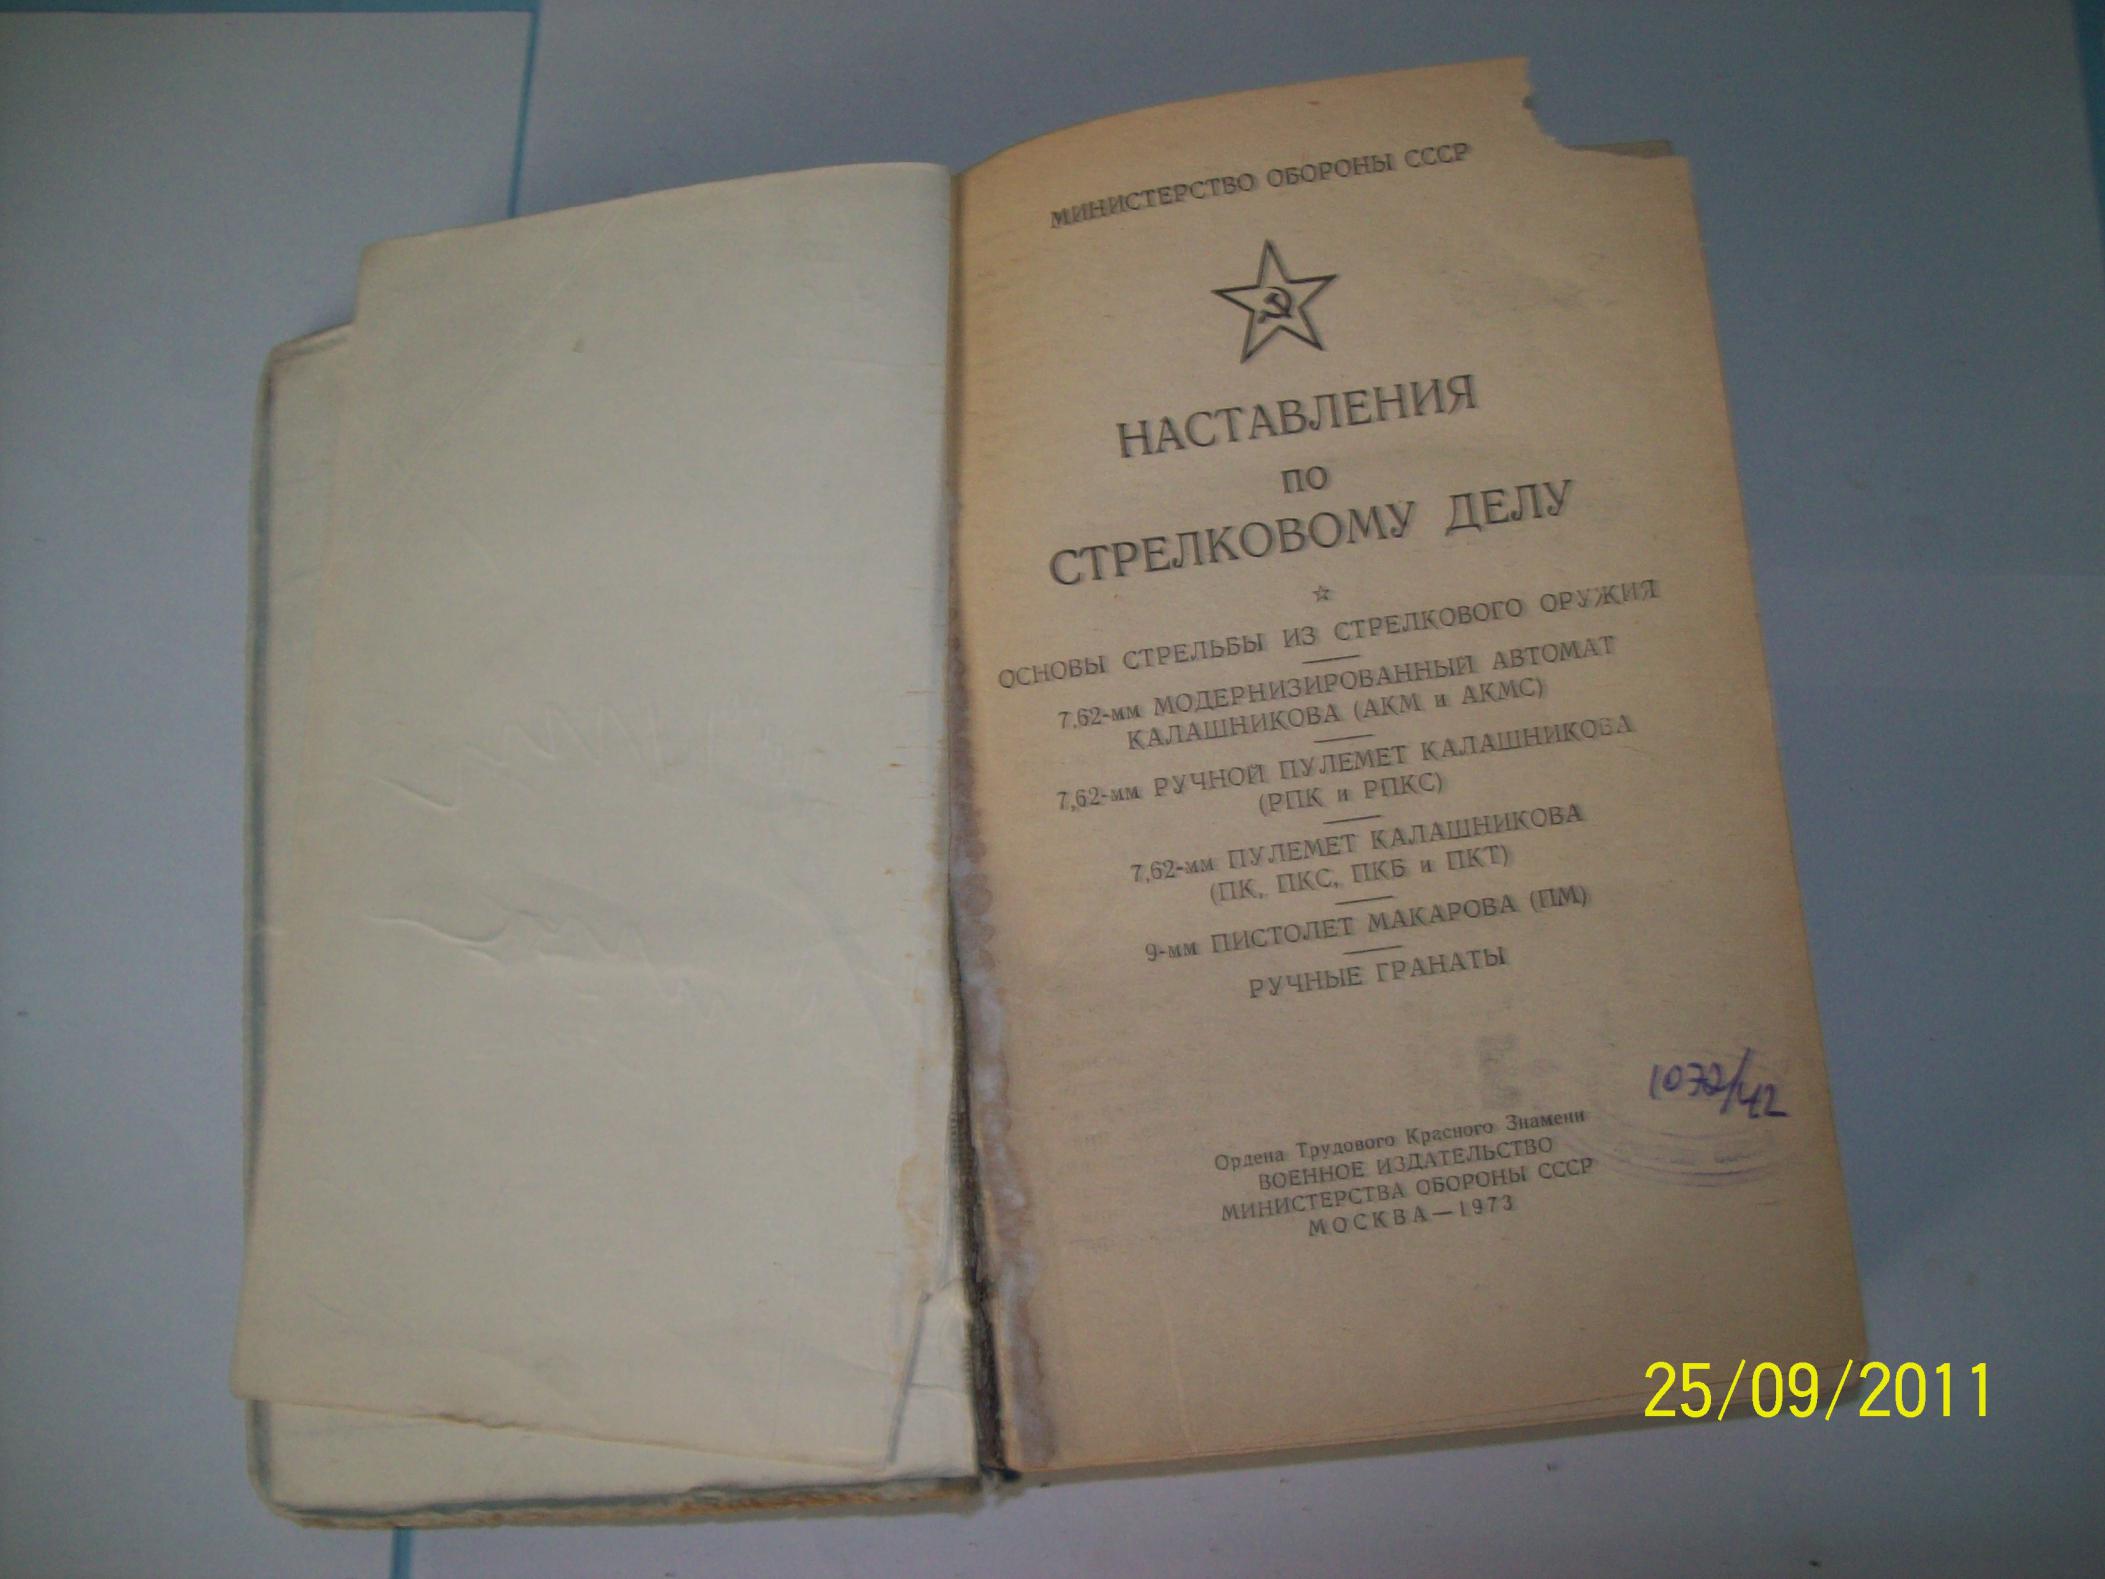 МИНИСТЕРСТВО ОБОРОНЫ СССР
НАСТАВЛЕНИЯ
ПО
СТРЕЛКОВОМУ ДЕЛУ
ОСНОВЫ СТРЕЛЬБЫ ИЗ СТРЕЛКОВОГО ОРУЖИЯ
7,62-мм МОДЕРНИЗИРОВАННЫЙ АВТОМАТ
КАЛАШНИКОВА (АКМ и АКМС)
7,62-мм РУЧНОЙ ПУЛЕМЕТ КАЛАШНИКОВА
(РПК и РПКС)
7,62-мм ПУЛЕМЕТ КАЛАШНИКОВА
(ПК, ПКС, ПКБ и ПКТ)
9-мм ПИСТОЛЕТ МАКАРОВА (ПМ)
РУЧНЫЕ ГРАНАТЫ
Ордена Трудового Красного Знамени
ВОЕННОЕ ИЗДАТЕЛЬСТВО
МИНИСТЕРСТВА ОБОРОНЫ СССР
МОСКВА—1973
25/09/2011